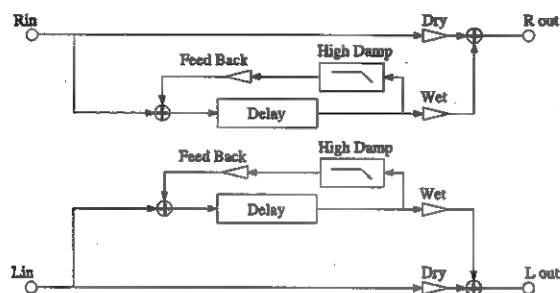 Rin
Dry
R out
Feed Back
High Damp
Wet
Delay
High Damp
Feed Back
Delay
Wet
Lin
Dry
L out